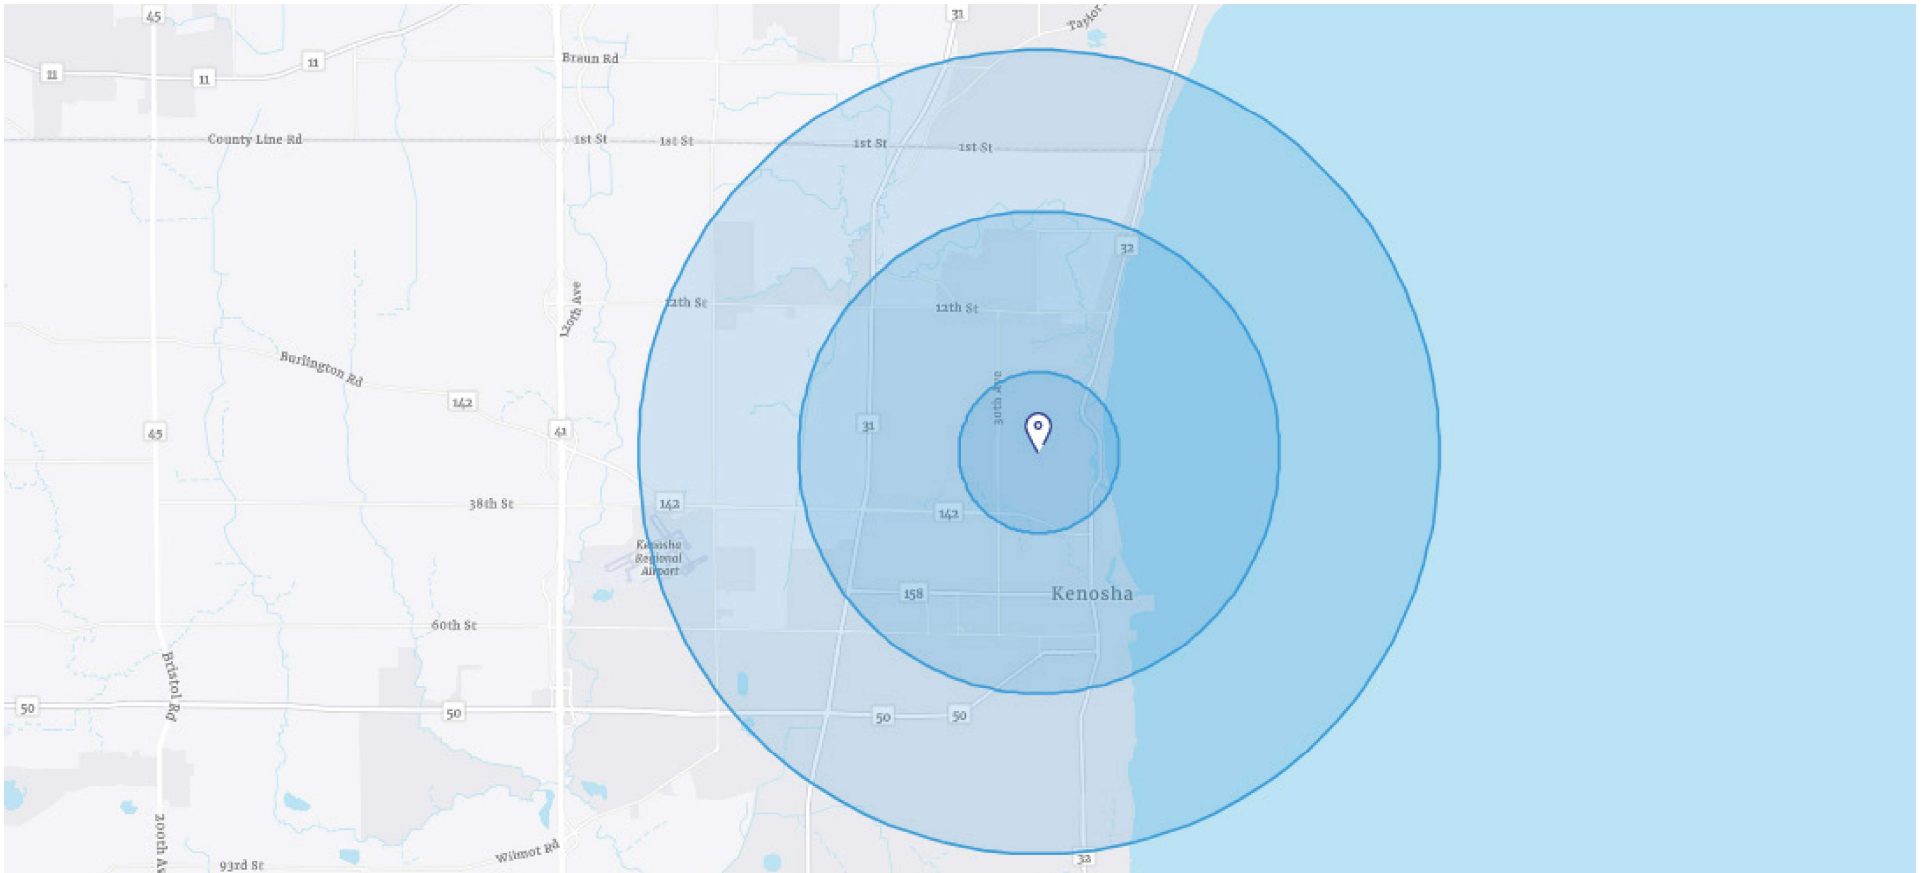 45
31
Taylor
11
11
11
Braun Rd
County Line Rd
1st St
1st St
1st St
1st St
32
12th St
12th St
120th Ave
Burlington Rd
142
45
41
31
30th Ave
38th St
142
142
Kenosha
Regional
Airport
158
Kenosha
60th St
Bristol Rd
50
50
50
50
200th Av
93rd St
Wilmot Rd
32